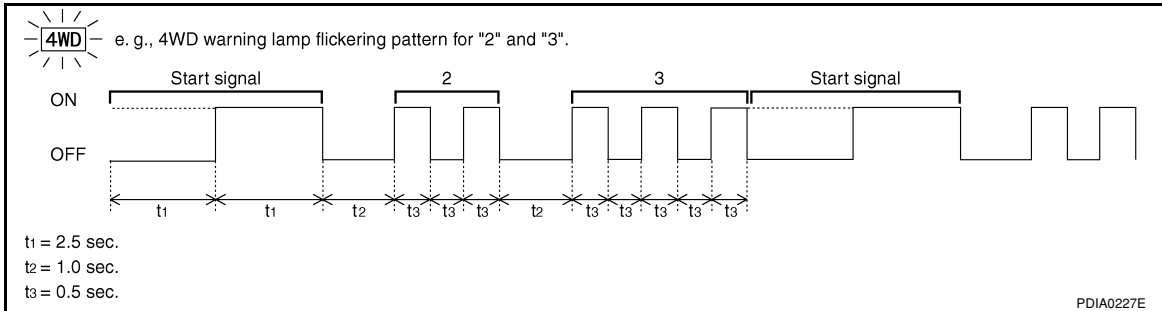 4WD e. g., 4WD warning lamp flickering pattern for "2" and "3".
Start signal 2 3 Start signal
ON
OFF
t1 t1 t2 t3 t3 t3 t2 t3 t3 t3 t3 t3
t1 = 2.5 sec.
t2 = 1.0 sec.
t3 = 0.5 sec.
PDIA0227E